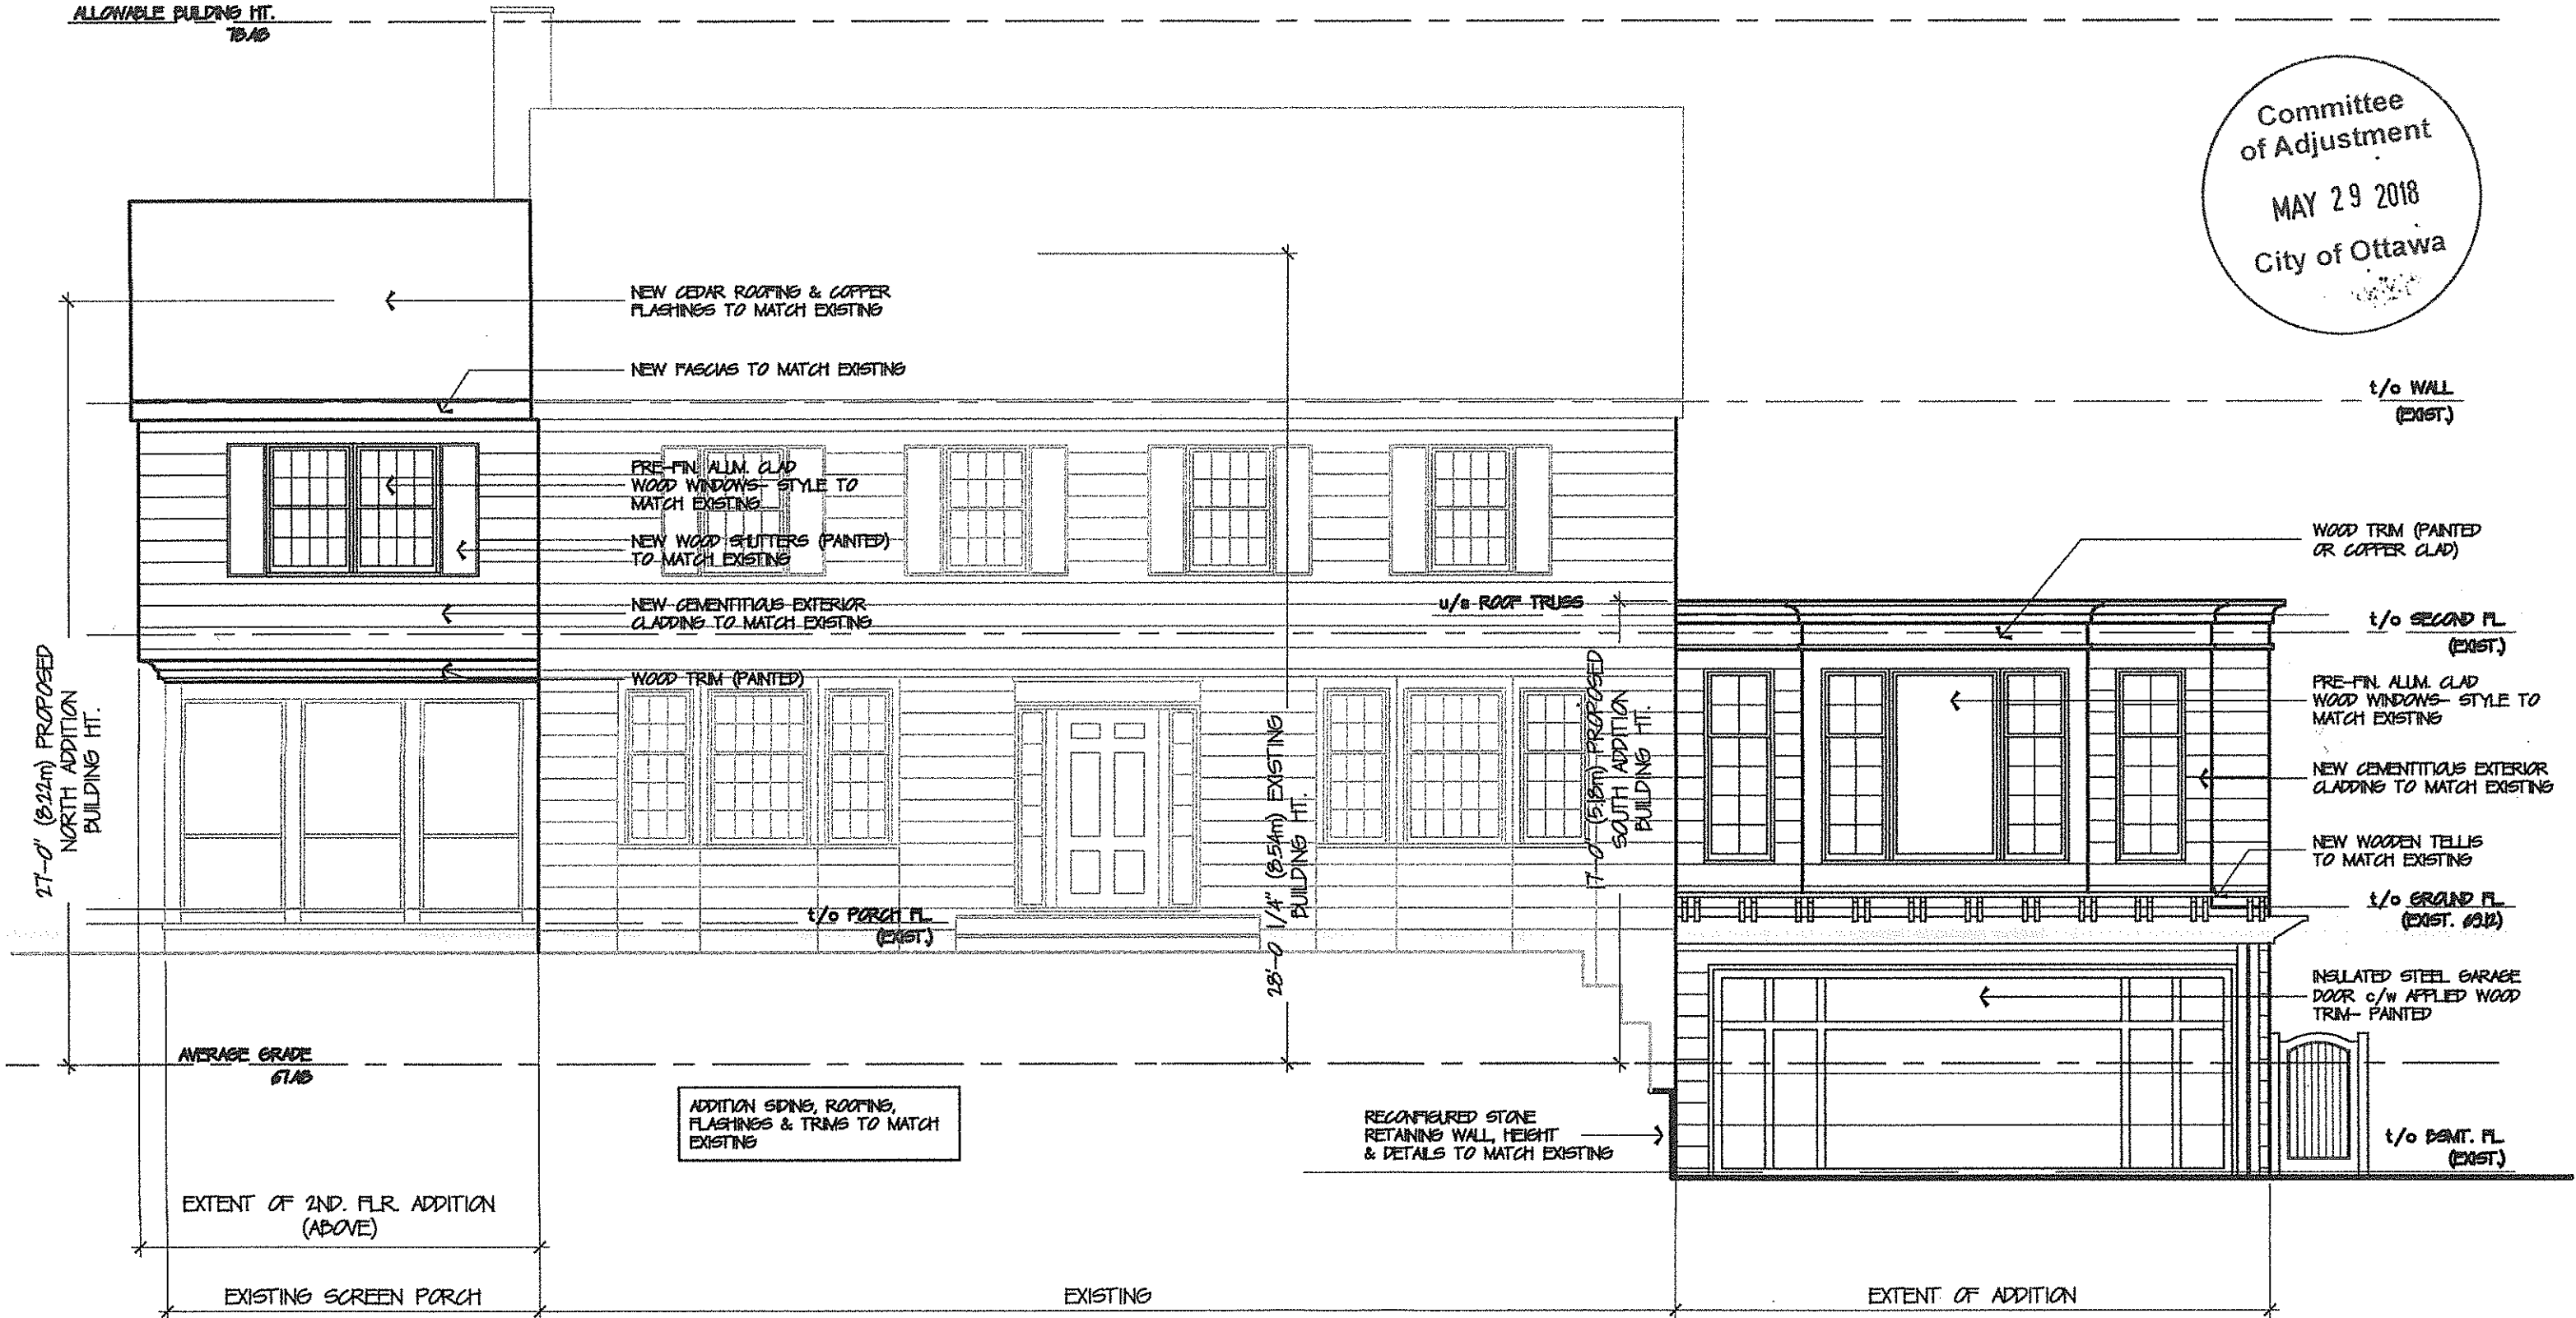 ALLOWABLE BUILDING HT.
78.48
Committee
of Adjustment
MAY 29 2018
City of Ottawa
NEW CEDAR ROOFING & COPPER
FLASHINGS TO MATCH EXISTING
NEW FASCIAS TO MATCH EXISTING
t/o WALL
(EXIST.)
PRE-FIN. ALUM. CLAD
WOOD WINDOWS- STYLE TO
MATCH EXISTING
NEW WOOD SHUTTERS (PAINTED)
TO MATCH EXISTING
NEW CEMENTITIOUS EXTERIOR
CLADDING TO MATCH EXISTING
WOOD TRIM (PAINTED)
u/s ROOF TRUSS
WOOD TRIM (PAINTED
OR COPPER CLAD)
t/o SECOND FL.
(EXIST.)
PRE-FIN. ALUM. CLAD
WOOD WINDOWS- STYLE TO
MATCH EXISTING
NEW CEMENTITIOUS EXTERIOR
CLADDING TO MATCH EXISTING
NEW WOODEN TELLIS
TO MATCH EXISTING
t/o GROUND FL.
(EXIST. 69.12)
INSULATED STEEL GARAGE
DOOR c/w APPLIED WOOD
TRIM- PAINTED
t/o BSMT. FL.
(EXIST.)
27'-0" (8.22m) PROPOSED
NORTH ADDITION
BUILDING HT.
28'-0 1/4" (8.54m) EXISTING
BUILDING HT.
17'-0" (5.18m) PROPOSED
SOUTH ADDITION
BUILDING HT.
t/o PORCH FL.
(EXIST.)
AVERAGE GRADE
67.48
ADDITION SIDING, ROOFING,
FLASHINGS & TRIMS TO MATCH
EXISTING
RECONFIGURED STONE
RETAINING WALL, HEIGHT
& DETAILS TO MATCH EXISTING
EXTENT OF 2ND. FLR. ADDITION
(ABOVE)
EXISTING SCREEN PORCH
EXISTING
EXTENT OF ADDITION